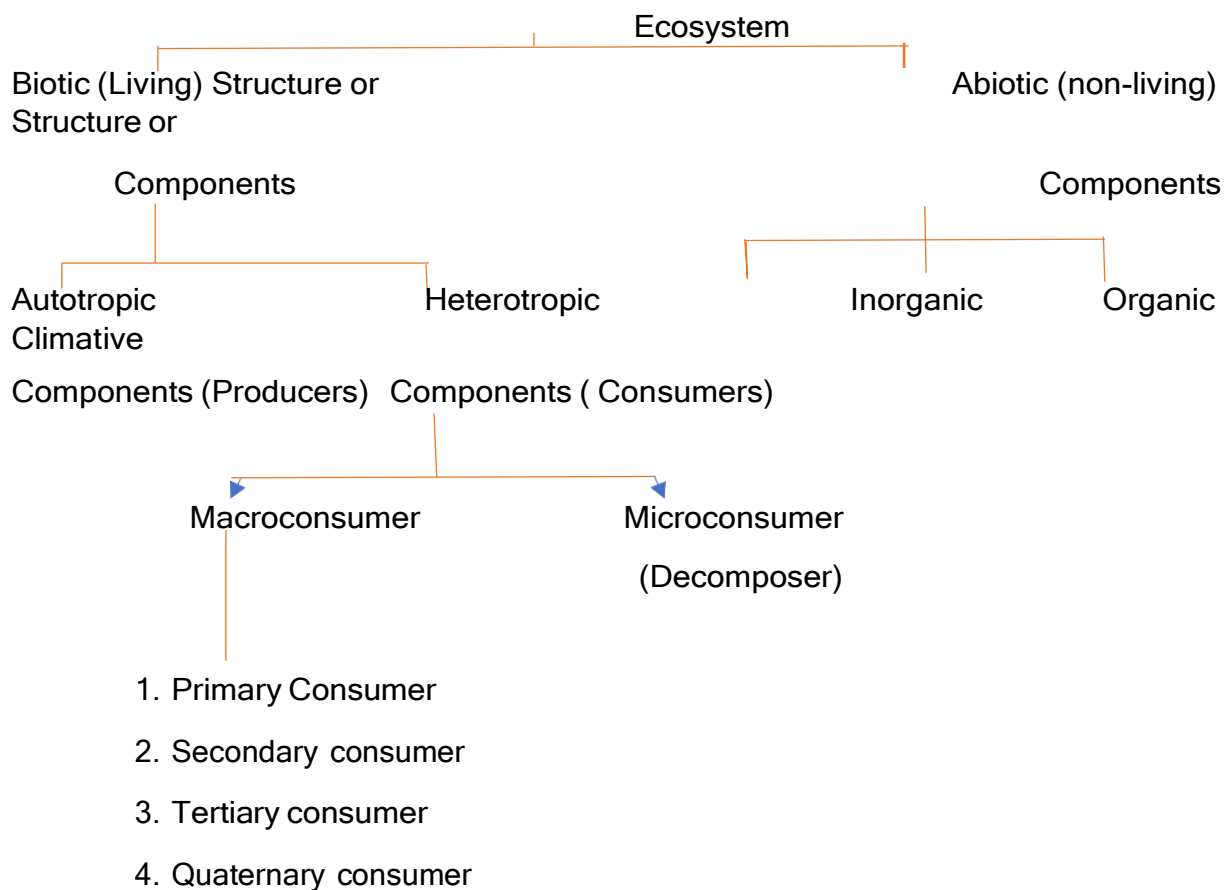 Ecosystem
Biotic (Living) Structure or Abiotic (non-living)
Structure or
Components Components
Autotropic Heterotropic Inorganic Organic
Climative
Components (Producers) Components ( Consumers)
Macroconsumer Microconsumer
(Decomposer)
1. Primary Consumer
2. Secondary consumer
3. Tertiary consumer
4. Quaternary consumer